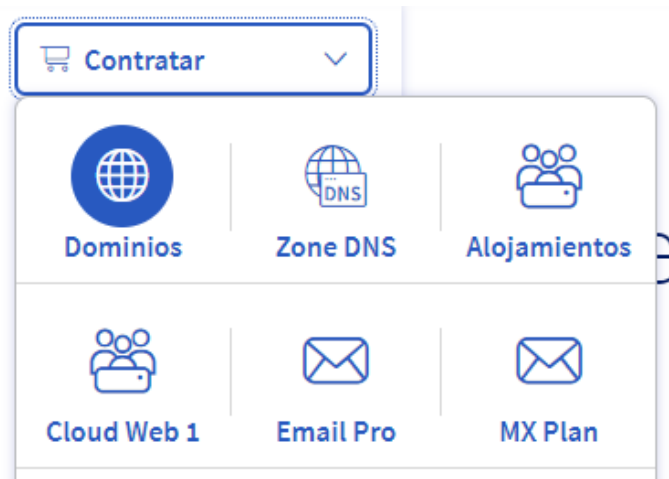 Contratar
Dominios
Zone DNS
DNS
Alojamientos
Cloud Web 1
Email Pro
MX Plan